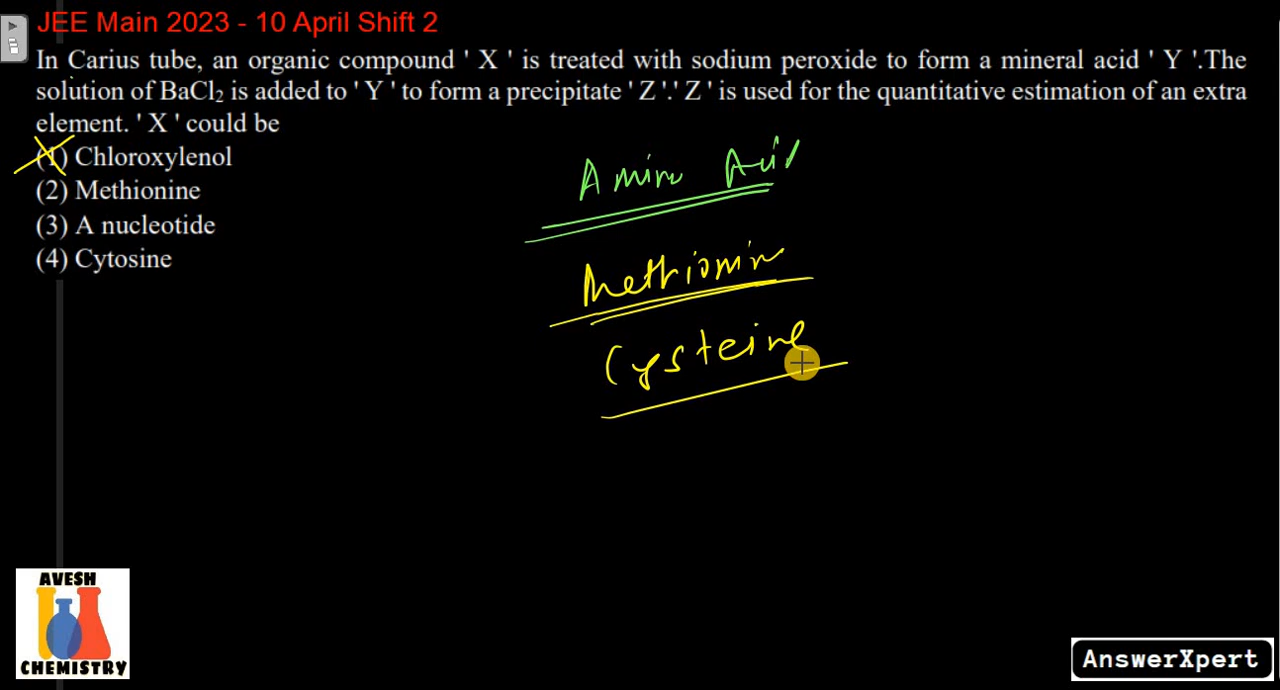 JEE Main 2023 - 10 April Shift 2
In Carius tube, an organic compound ' X ' is treated with sodium peroxide to form a mineral acid ' Y '.The
solution of BaCl₂ is added to ' Y ' to form a precipitate ' Z '.' Z ' is used for the quantitative estimation of an extra
element. ' X ' could be
(1) Chloroxylenol
(2) Methionine
(3) A nucleotide
(4) Cytosine
Amino Acid
Methionin
Cysteine
AVESH
CHEMISTRY
AnswerXpert